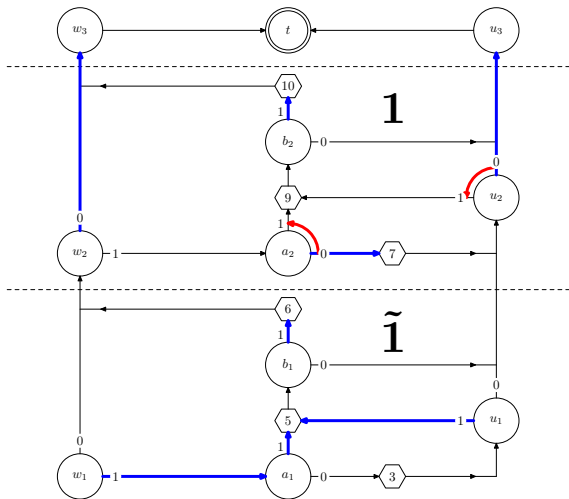 w₃ t u₃
10
1 1
b₂ 0
0
9 1 u₂
0 1
w₂ 1 a₂ 0 7
6
1 1̃
b₁ 0
0
5 1 u₁
0 1
w₁ 1 a₁ 0 3